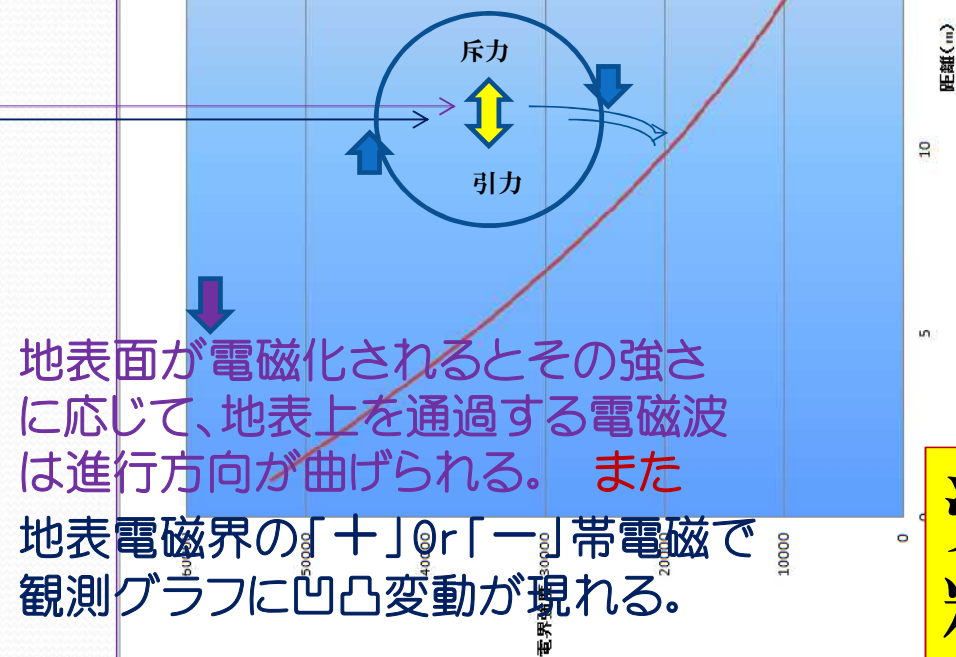 斥力
引力
距離(m)
10
5
0
地表面が電磁化されるとその強さ
に応じて、地表上を通過する電磁波
は進行方向が曲げられる。 また
地表電磁界の「＋」Or「－」帯電磁で
観測グラフに凹凸変動が現れる。
60000
50000
40000
30000
20000
10000
0